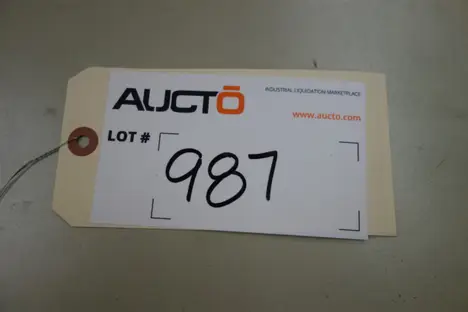 AUCTŌ
INDUSTRIAL LIQUIDATION MARKETPLACE
www.aucto.com
LOT #
987